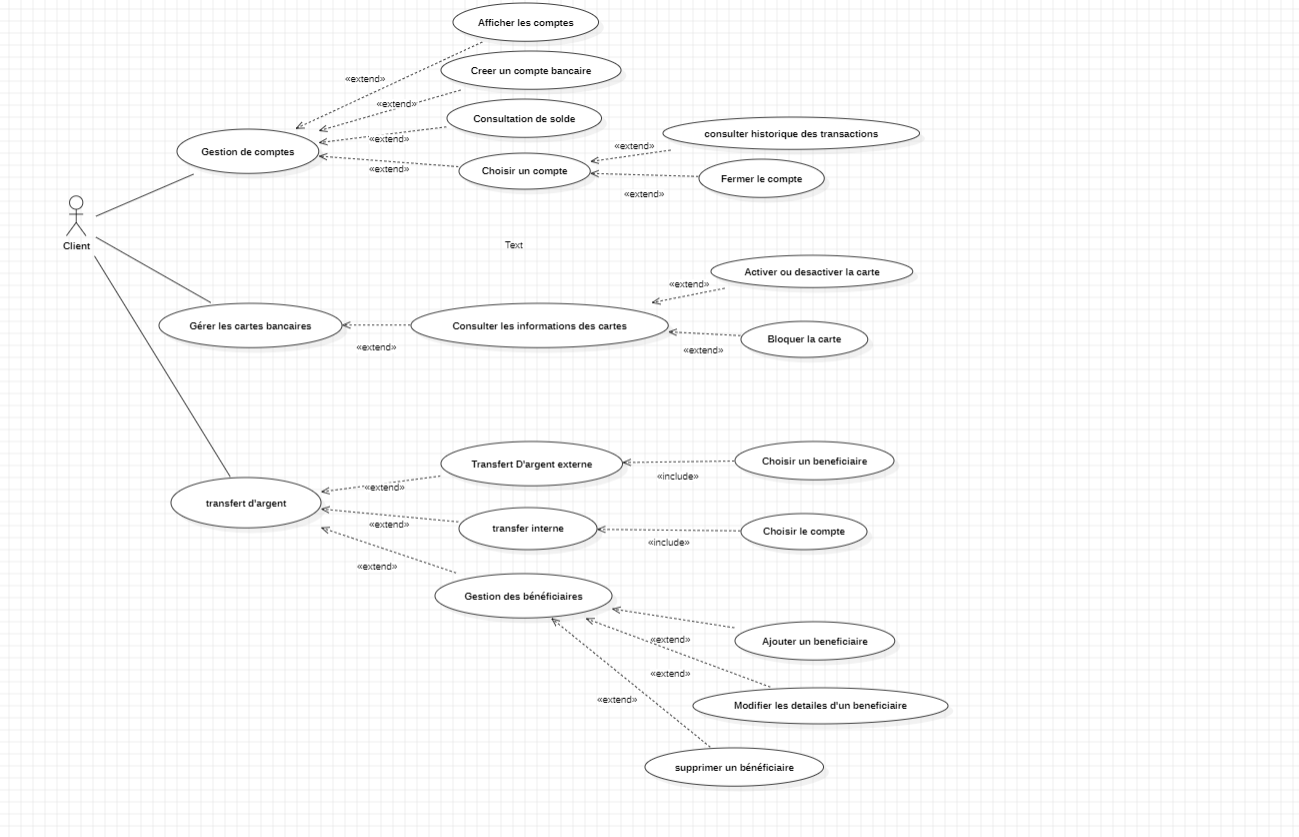 Afficher les comptes
«extend»
Creer un compte bancaire
«extend»
Consultation de solde
«extend»
Gestion de comptes
«extend»
Choisir un compte
consulter historique des transactions
«extend»
Fermer le compte
«extend»
Client
Text
Activer ou desactiver la carte
«extend»
Gérer les cartes bancaires
«extend»
Consulter les informations des cartes
Bloquer la carte
«extend»
Transfert D'argent externe
«include»
Choisir un beneficiaire
«extend»
transfert d'argent
«extend»
transfer interne
«include»
Choisir le compte
«extend»
Gestion des bénéficiaires
«extend»
Ajouter un beneficiaire
«extend»
Modifier les detailes d'un beneficiaire
«extend»
supprimer un bénéficiaire